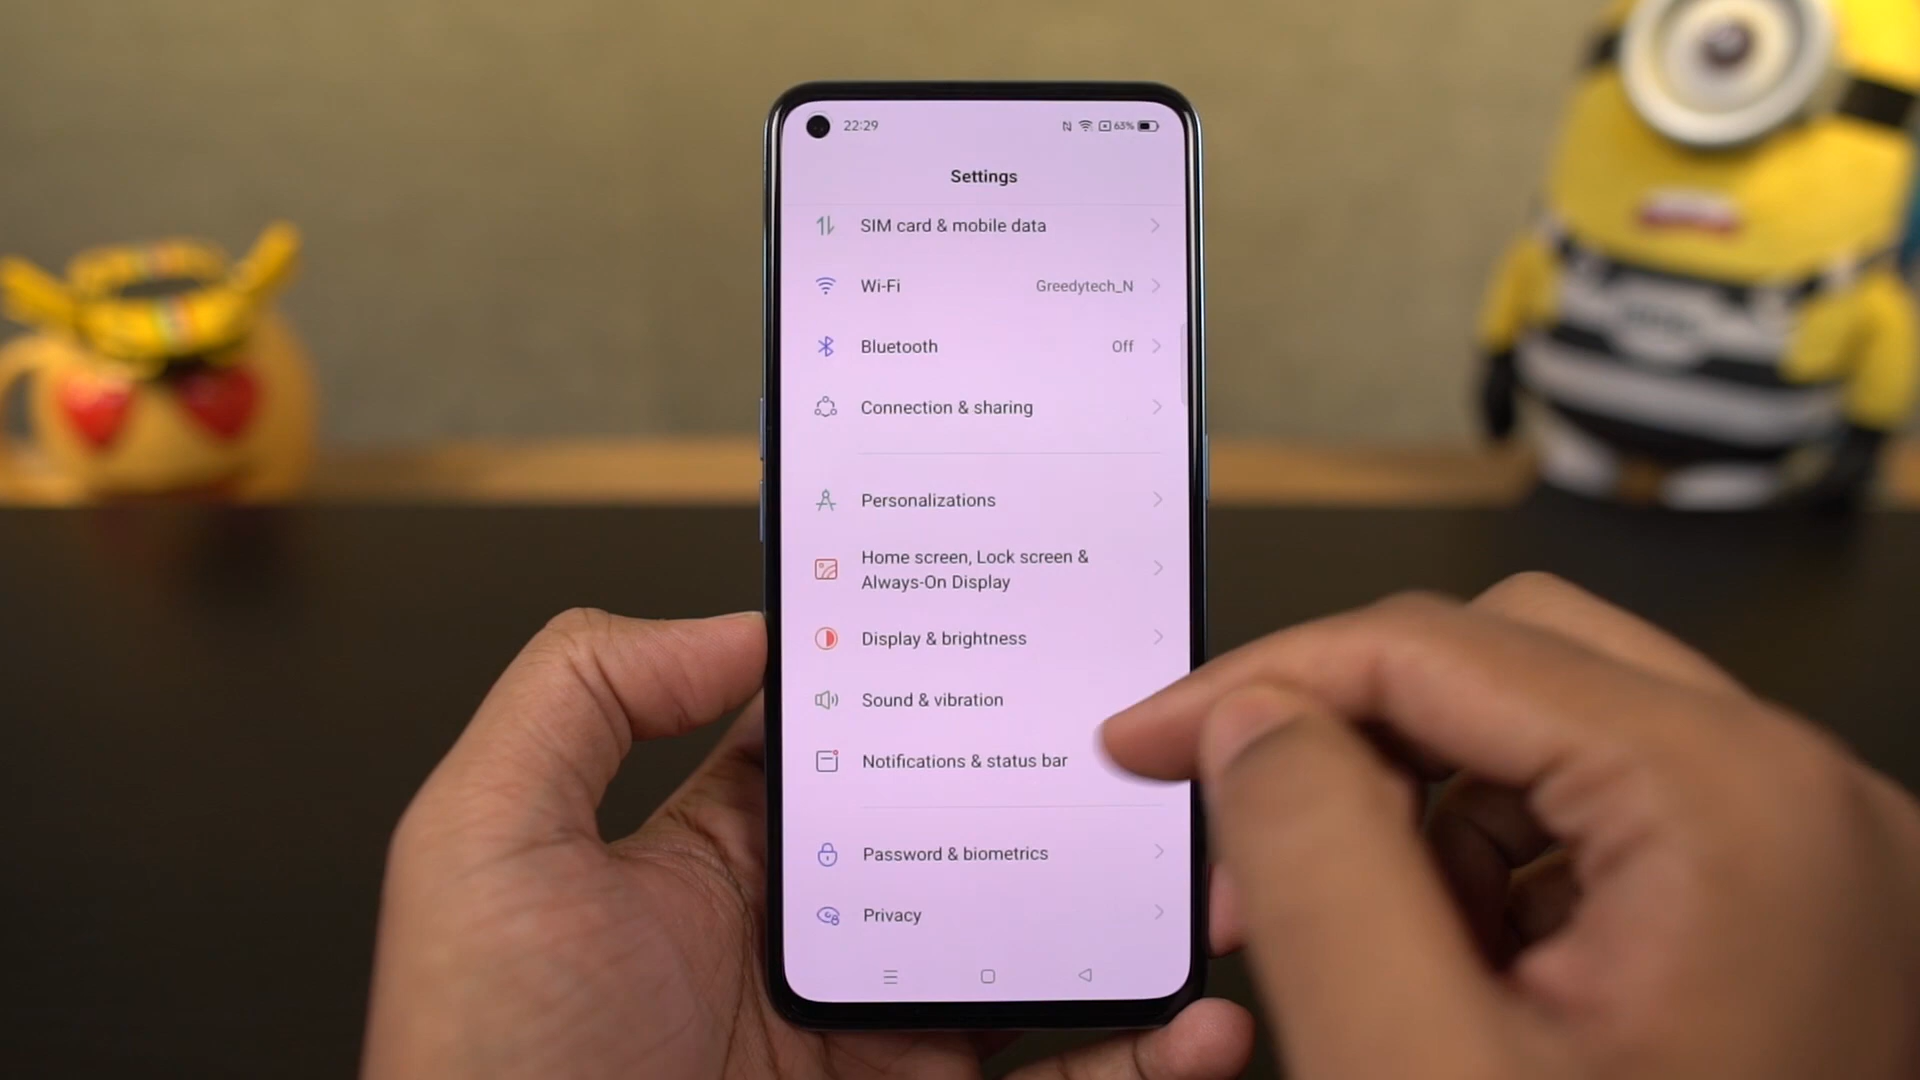 22:29
63%
Settings
SIM card & mobile data
Wi-Fi
Greedytech_N
Bluetooth
Off
Connection & sharing
Personalizations
Home screen, Lock screen &
Always-On Display
Display & brightness
Sound & vibration
Notifications & status bar
Password & biometrics
Privacy